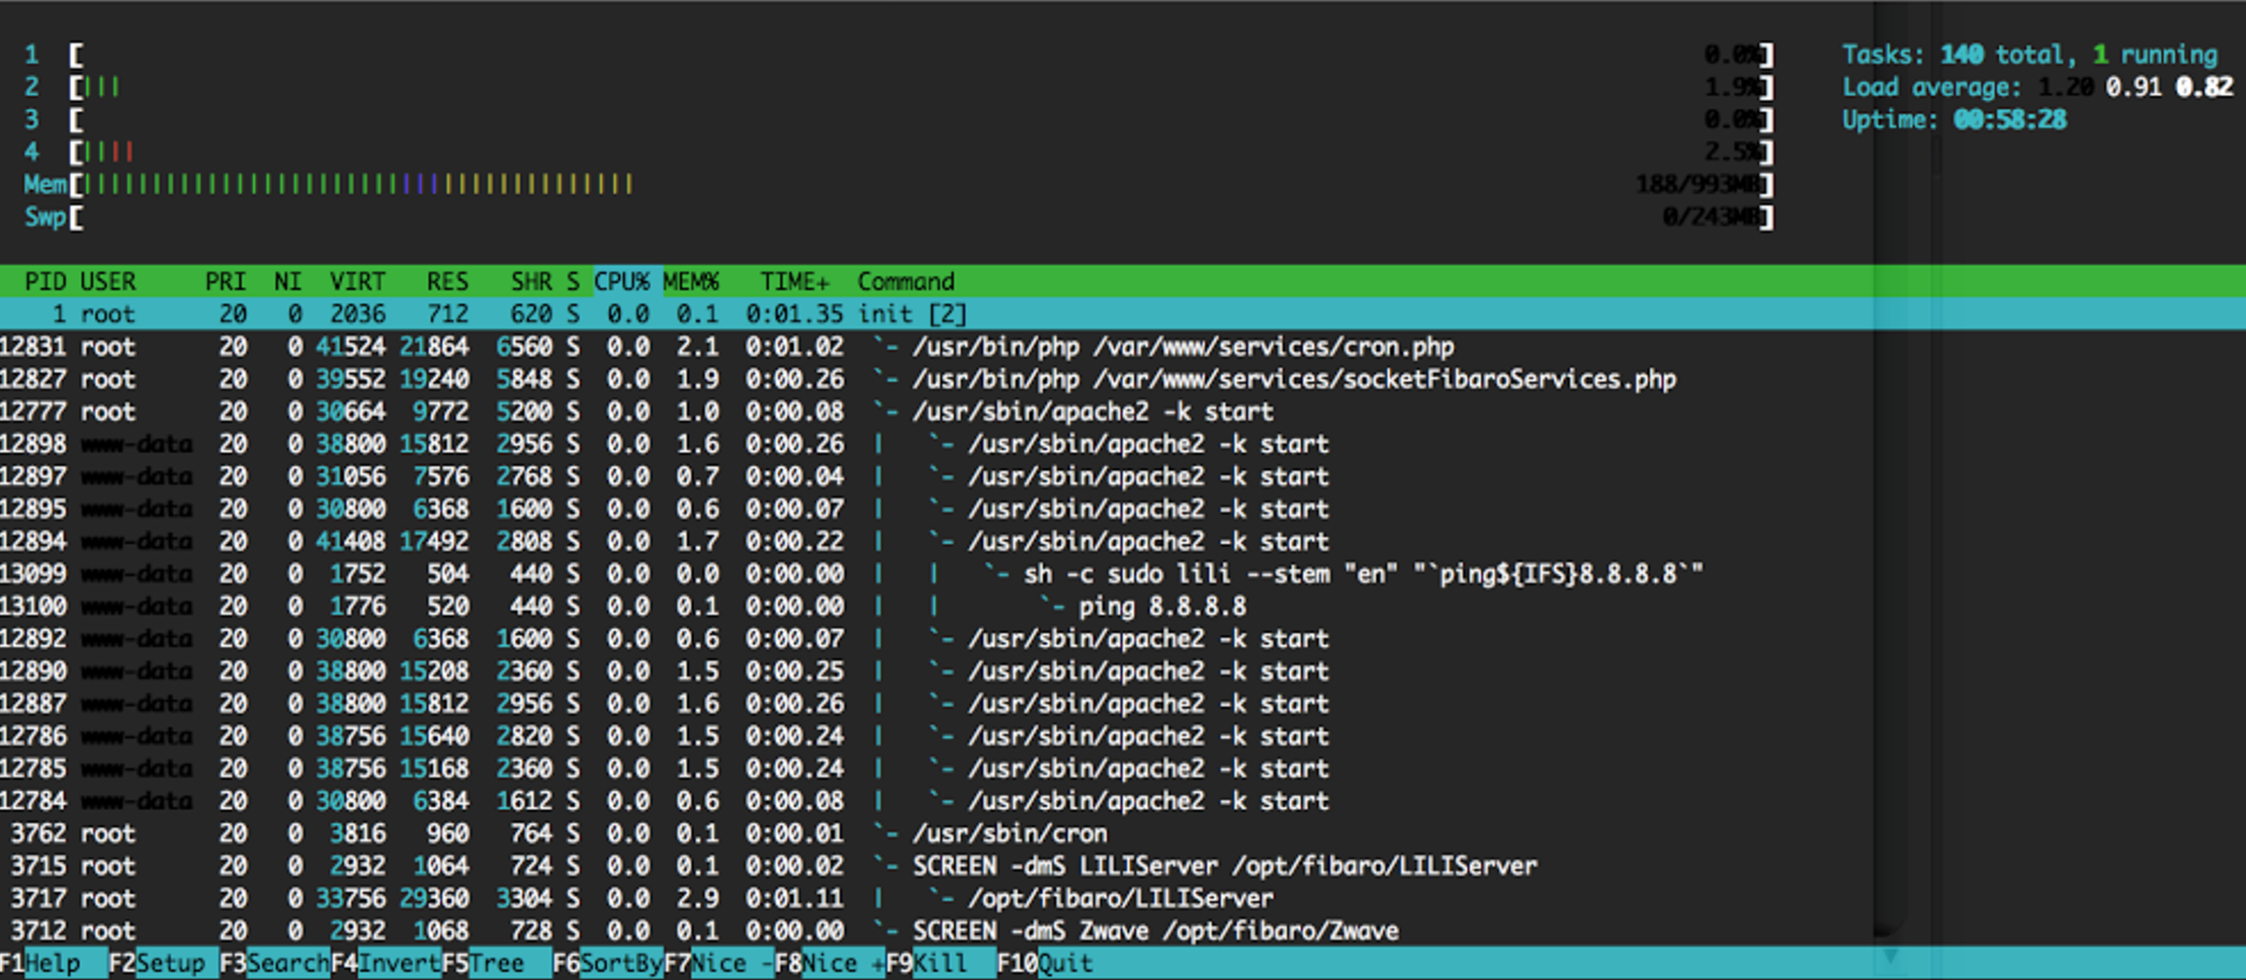 1 [ 0.0%]
2 [||| 1.9%]
3 [ 0.0%]
4 [|||| 2.5%]
Mem[|||||||||||||||||||||||||||||||||||||||| 188/993MB]
Swp[ 0/243MB]
Tasks: 140 total, 1 running
Load average: 1.20 0.91 0.82
Uptime: 00:58:28
PID USER PRI NI VIRT RES SHR S CPU% MEM% TIME+ Command
1 root 20 0 2036 712 620 S 0.0 0.1 0:01.35 init [2]
12831 root 20 0 41524 21864 6560 S 0.0 2.1 0:01.02 `- /usr/bin/php /var/www/services/cron.php
12827 root 20 0 39552 19240 5848 S 0.0 1.9 0:00.26 `- /usr/bin/php /var/www/services/socketFibaroServices.php
12777 root 20 0 30664 9772 5200 S 0.0 1.0 0:00.08 `- /usr/sbin/apache2 -k start
12898 www-data 20 0 38800 15812 2956 S 0.0 1.6 0:00.26 | `- /usr/sbin/apache2 -k start
12897 www-data 20 0 31056 7576 2768 S 0.0 0.7 0:00.04 | `- /usr/sbin/apache2 -k start
12895 www-data 20 0 30800 6368 1600 S 0.0 0.6 0:00.07 | `- /usr/sbin/apache2 -k start
12894 www-data 20 0 41408 17492 2808 S 0.0 1.7 0:00.22 | `- /usr/sbin/apache2 -k start
13099 www-data 20 0 1752 504 440 S 0.0 0.0 0:00.00 | | `- sh -c sudo lili --stem "en" "`ping${IFS}8.8.8.8`"
13100 www-data 20 0 1776 520 440 S 0.0 0.1 0:00.00 | | `- ping 8.8.8.8
12892 www-data 20 0 30800 6368 1600 S 0.0 0.6 0:00.07 | `- /usr/sbin/apache2 -k start
12890 www-data 20 0 38800 15208 2360 S 0.0 1.5 0:00.25 | `- /usr/sbin/apache2 -k start
12887 www-data 20 0 38800 15812 2956 S 0.0 1.6 0:00.26 | `- /usr/sbin/apache2 -k start
12786 www-data 20 0 38756 15640 2820 S 0.0 1.5 0:00.24 | `- /usr/sbin/apache2 -k start
12785 www-data 20 0 38756 15168 2360 S 0.0 1.5 0:00.24 | `- /usr/sbin/apache2 -k start
12784 www-data 20 0 30800 6384 1612 S 0.0 0.6 0:00.08 | `- /usr/sbin/apache2 -k start
3762 root 20 0 3816 960 764 S 0.0 0.1 0:00.01 `- /usr/sbin/cron
3715 root 20 0 2932 1064 724 S 0.0 0.1 0:00.02 `- SCREEN -dmS LILIServer /opt/fibaro/LILIServer
3717 root 20 0 33756 29360 3304 S 0.0 2.9 0:01.11 | `- /opt/fibaro/LILIServer
3712 root 20 0 2932 1068 728 S 0.0 0.1 0:00.00 `- SCREEN -dmS Zwave /opt/fibaro/Zwave
F1Help F2Setup F3SearchF4InvertF5Tree F6SortByF7Nice -F8Nice +F9Kill F10Quit